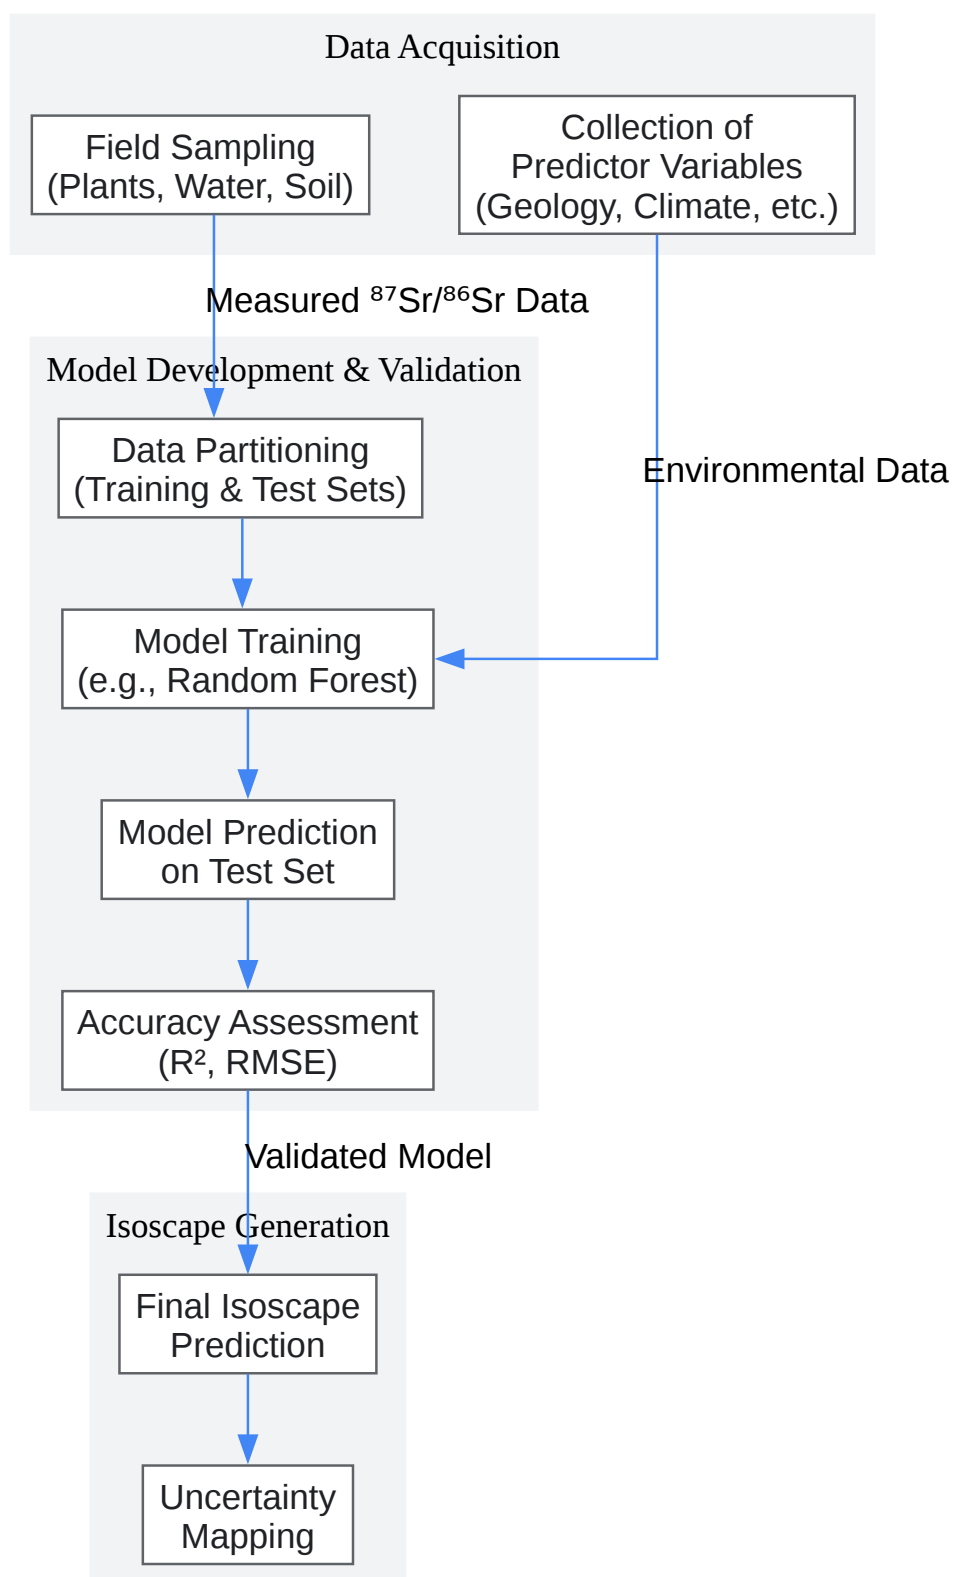 Data Acquisition
Field Sampling
(Plants, Water, Soil)
Collection of
Predictor Variables
(Geology, Climate, etc.)
Measured ⁸⁷Sr/⁸⁶Sr Data
Model Development & Validation
Data Partitioning
(Training & Test Sets)
Environmental Data
Model Training
(e.g., Random Forest)
Model Prediction
on Test Set
Accuracy Assessment
(R², RMSE)
Validated Model
Isoscape Generation
Final Isoscape
Prediction
Uncertainty
Mapping